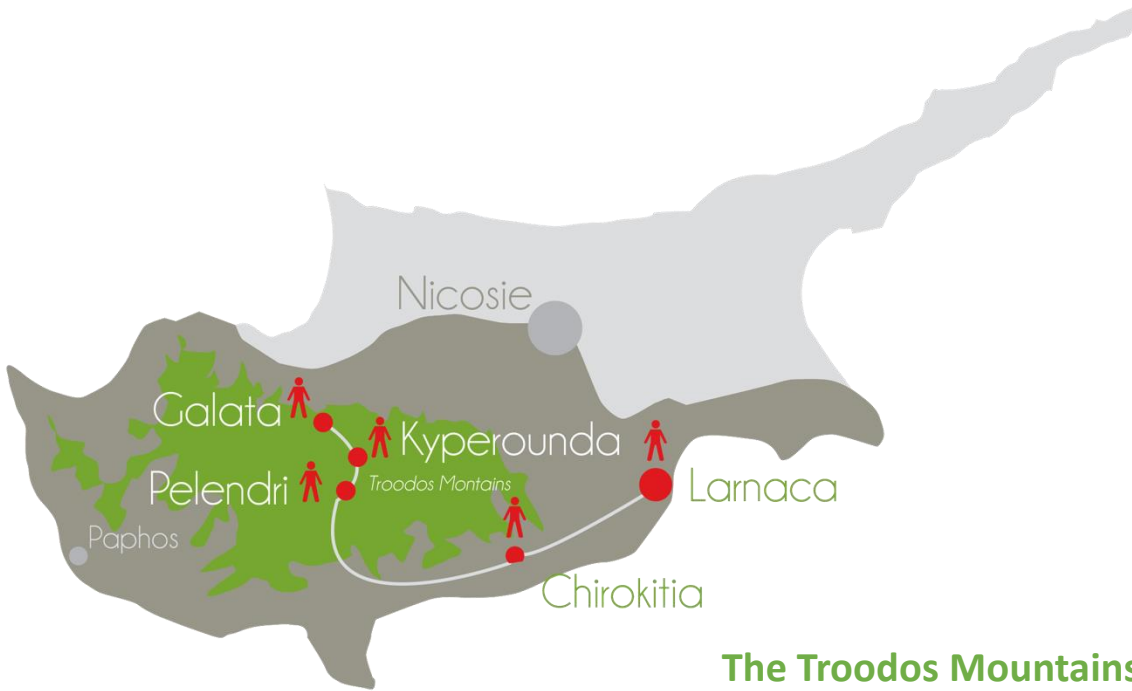 Nicosie
Galata
Kyperounda
Pelendri
Troodos Montains
Larnaca
Paphos
Chirokitia
The Troodos Mountains